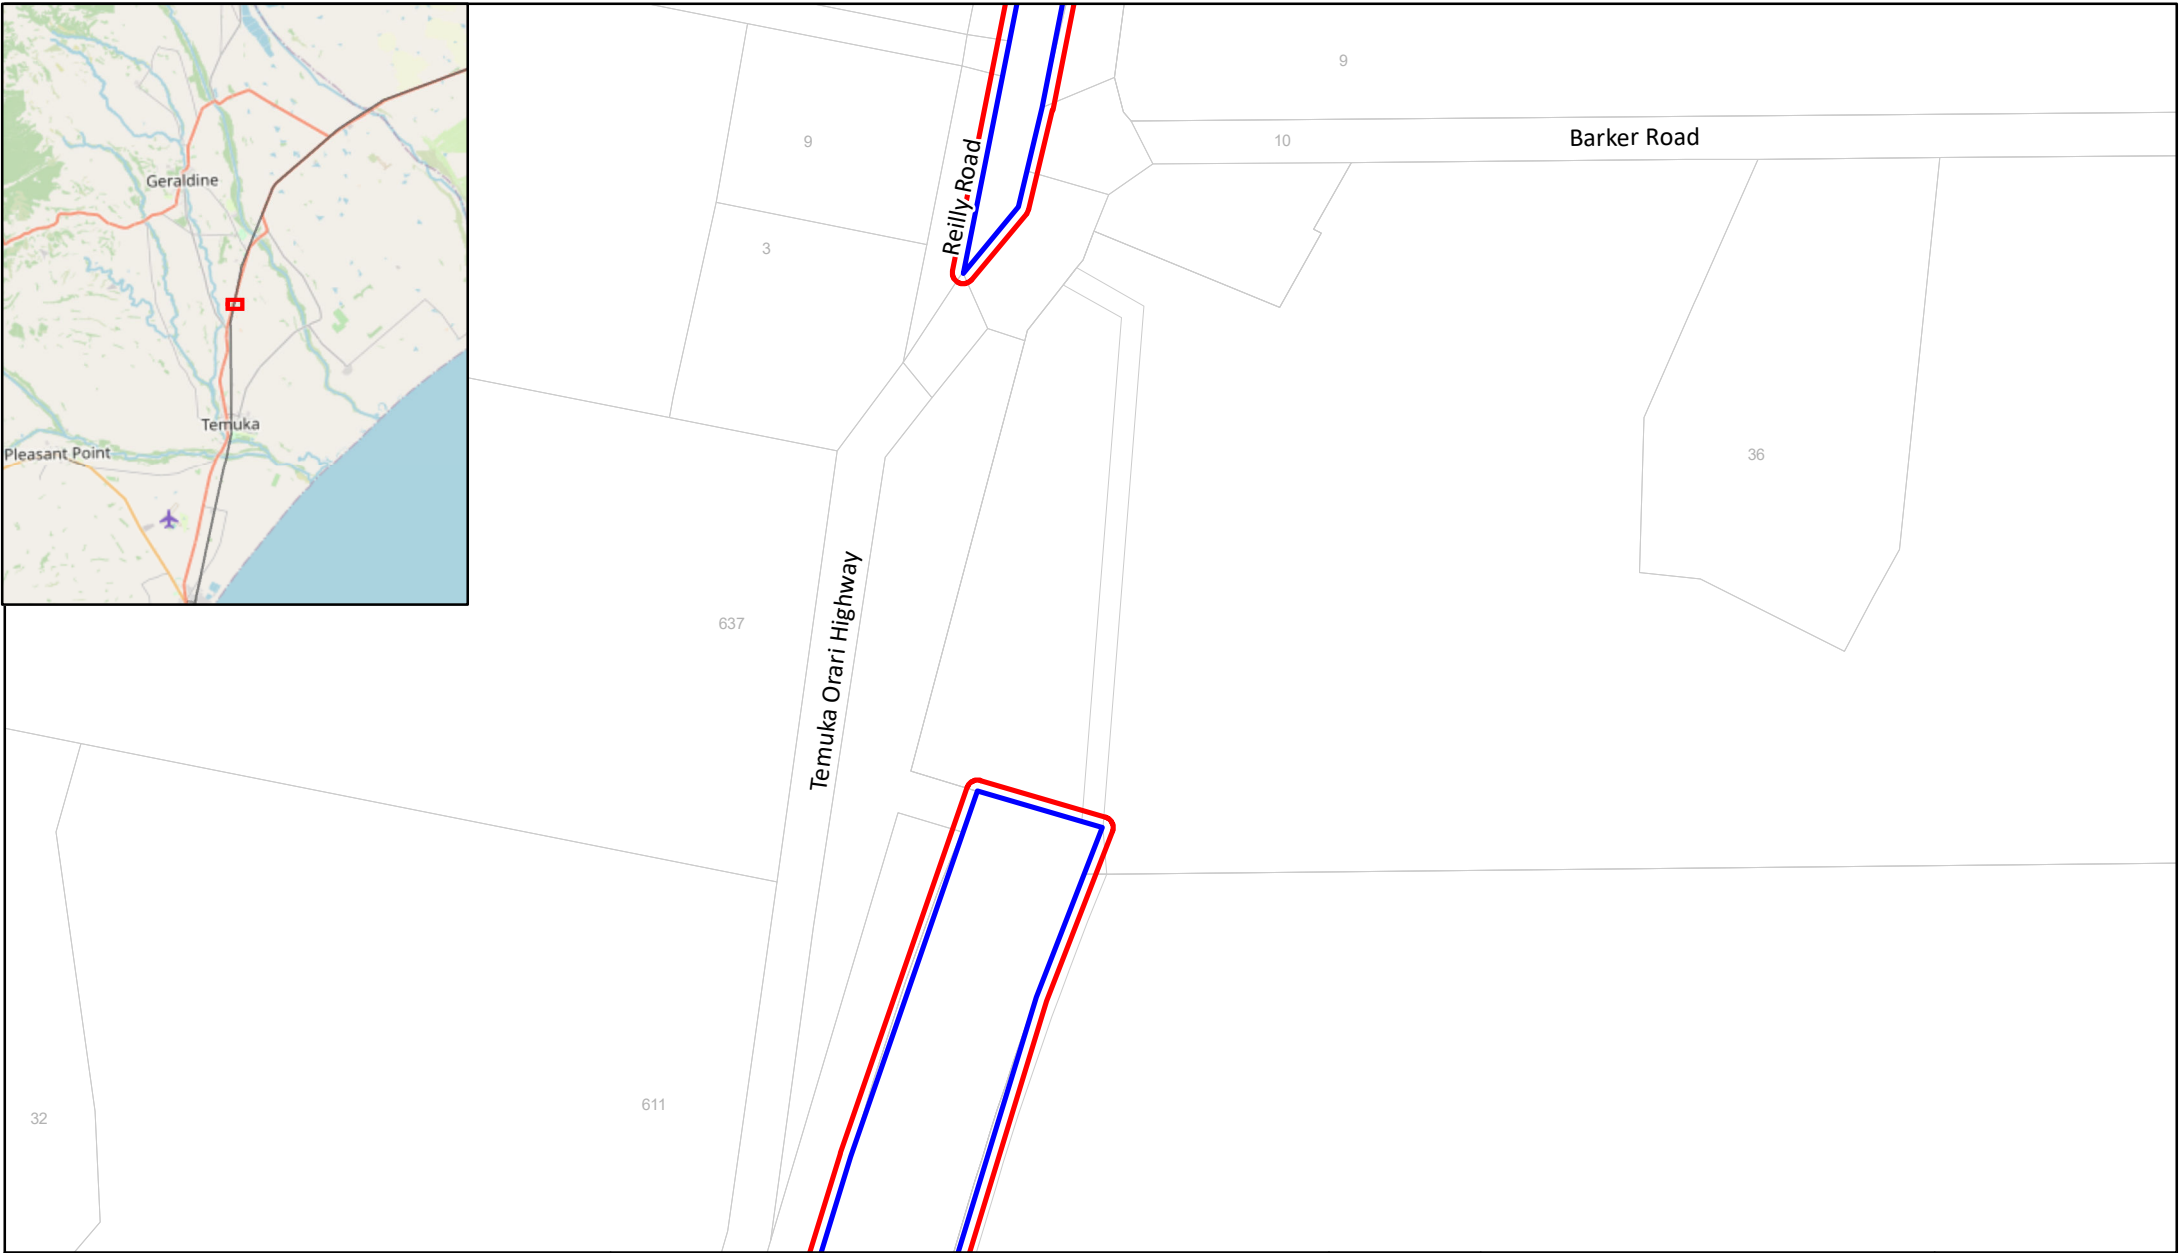 Geraldine
Temuka
Pleasant Point
9
Barker Road
10
9
Reilly Road
3
36
637
Temuka Orari Highway
611
32